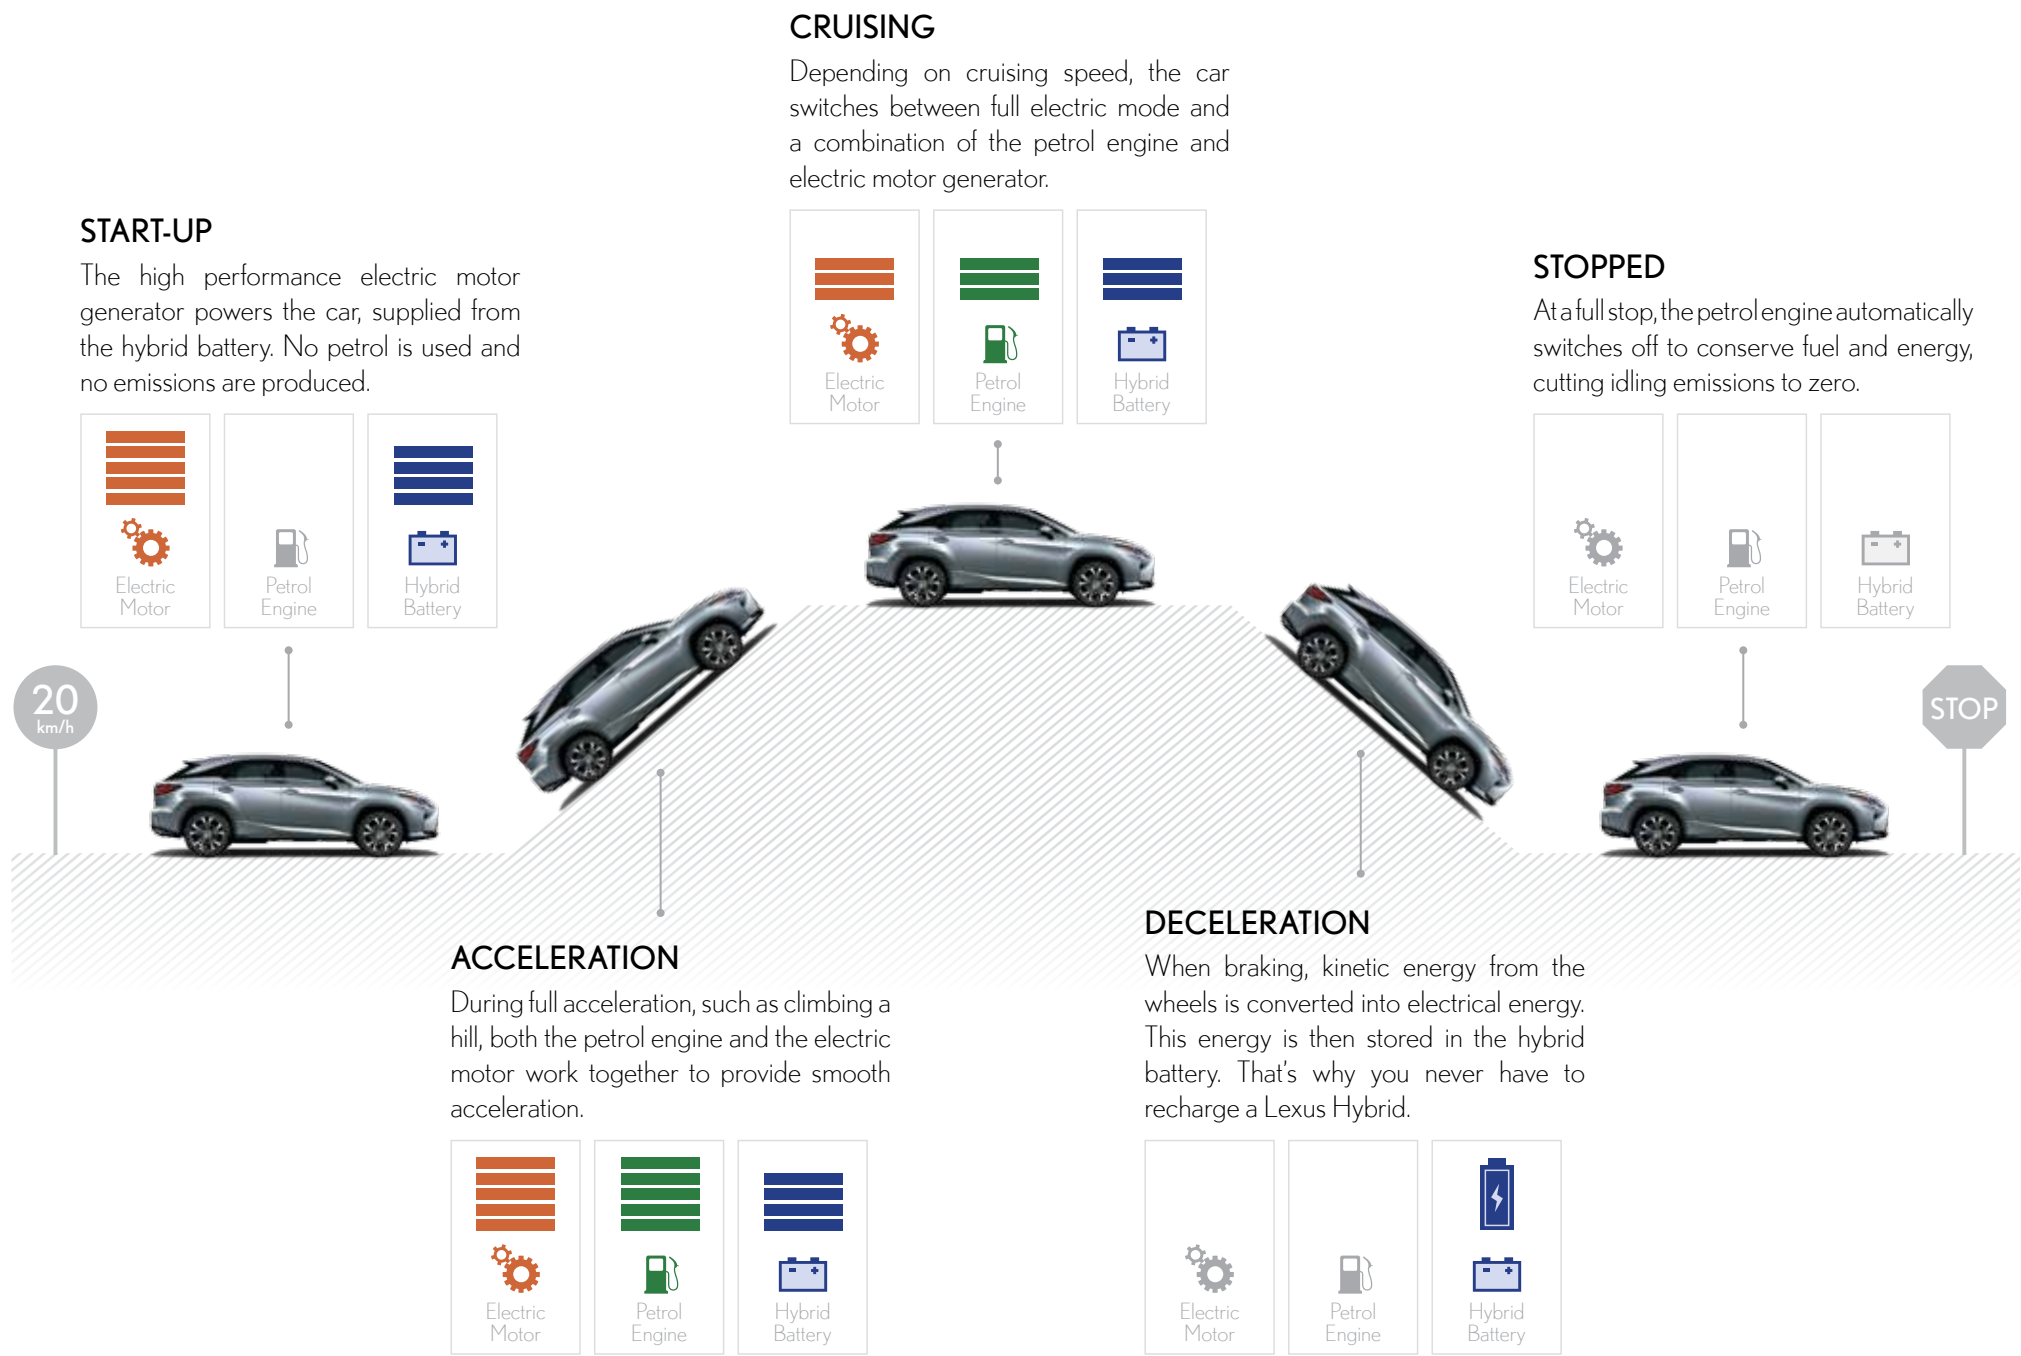 CRUISING
Depending on cruising speed, the car
switches between full electric mode and
a combination of the petrol engine and
electric motor generator.
Electric
Motor
Petrol
Engine
Hybrid
Battery
START-UP
The high performance electric motor
generator powers the car, supplied from
the hybrid battery. No petrol is used and
no emissions are produced.
Electric
Motor
Petrol
Engine
Hybrid
Battery
STOPPED
At a full stop, the petrol engine automatically
switches off to conserve fuel and energy,
cutting idling emissions to zero.
Electric
Motor
Petrol
Engine
Hybrid
Battery
20
km/h
STOP
ACCELERATION
During full acceleration, such as climbing a
hill, both the petrol engine and the electric
motor work together to provide smooth
acceleration.
Electric
Motor
Petrol
Engine
Hybrid
Battery
DECELERATION
When braking, kinetic energy from the
wheels is converted into electrical energy.
This energy is then stored in the hybrid
battery. That's why you never have to
recharge a Lexus Hybrid.
Electric
Motor
Petrol
Engine
Hybrid
Battery